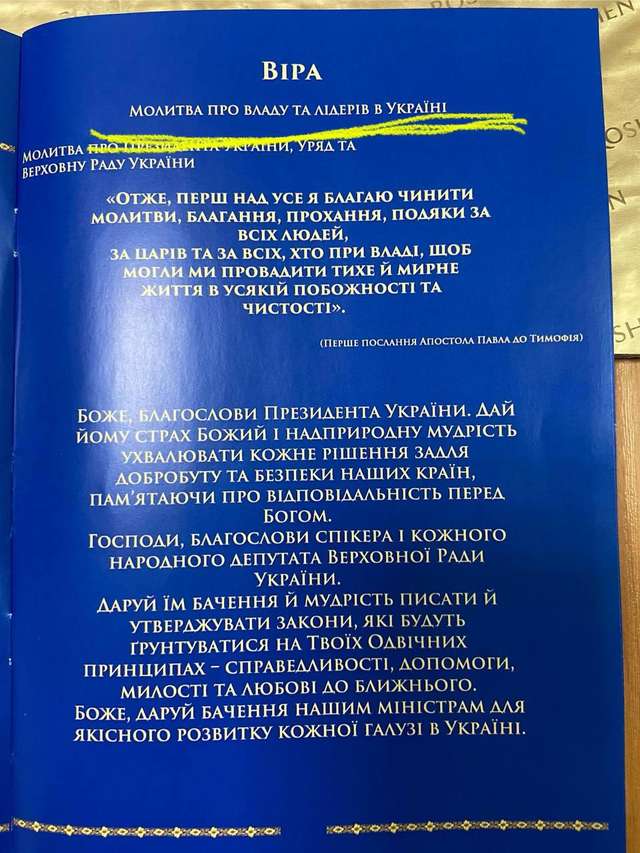 Віра
Молитва про владу та лідерів в Україні
Молитва про Президента України, уряд та
Верховну Раду України
«Отже, перш над усе я благаю чинити
молитви, благання, прохання, подяки за
всіх людей,
за царів та за всіх, хто при владі, щоб
могли ми провадити тихе й мирне
життя в усякій побожності та
чистості».
(Перше послання Апостола Павла до Тимофія)
Боже, благослови Президента України. Дай
йому страх Божий і надприродну мудрість
ухвалювати кожне рішення задля
добробуту та безпеки наших країн,
пам’ятаючи про відповідальність перед
Богом.
Господи, благослови спікера і кожного
народного депутата Верховної Ради
України.
Даруй їм бачення й мудрість писати й
утверджувати закони, які будуть
ґрунтуватися на Твоїх Одвічних
принципах – справедливості, допомоги,
милості та любові до ближнього.
Боже, даруй бачення нашим міністрам для
якісного розвитку кожної галузі в Україні.